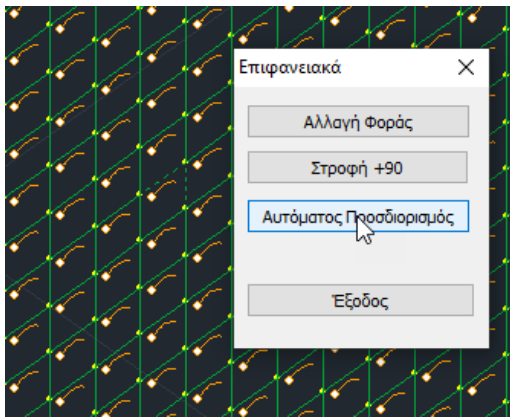 Επιφανειακά
Αλλαγή Φοράς
Στροφή +90
Αυτόματος Προσδιορισμός
Έξοδος